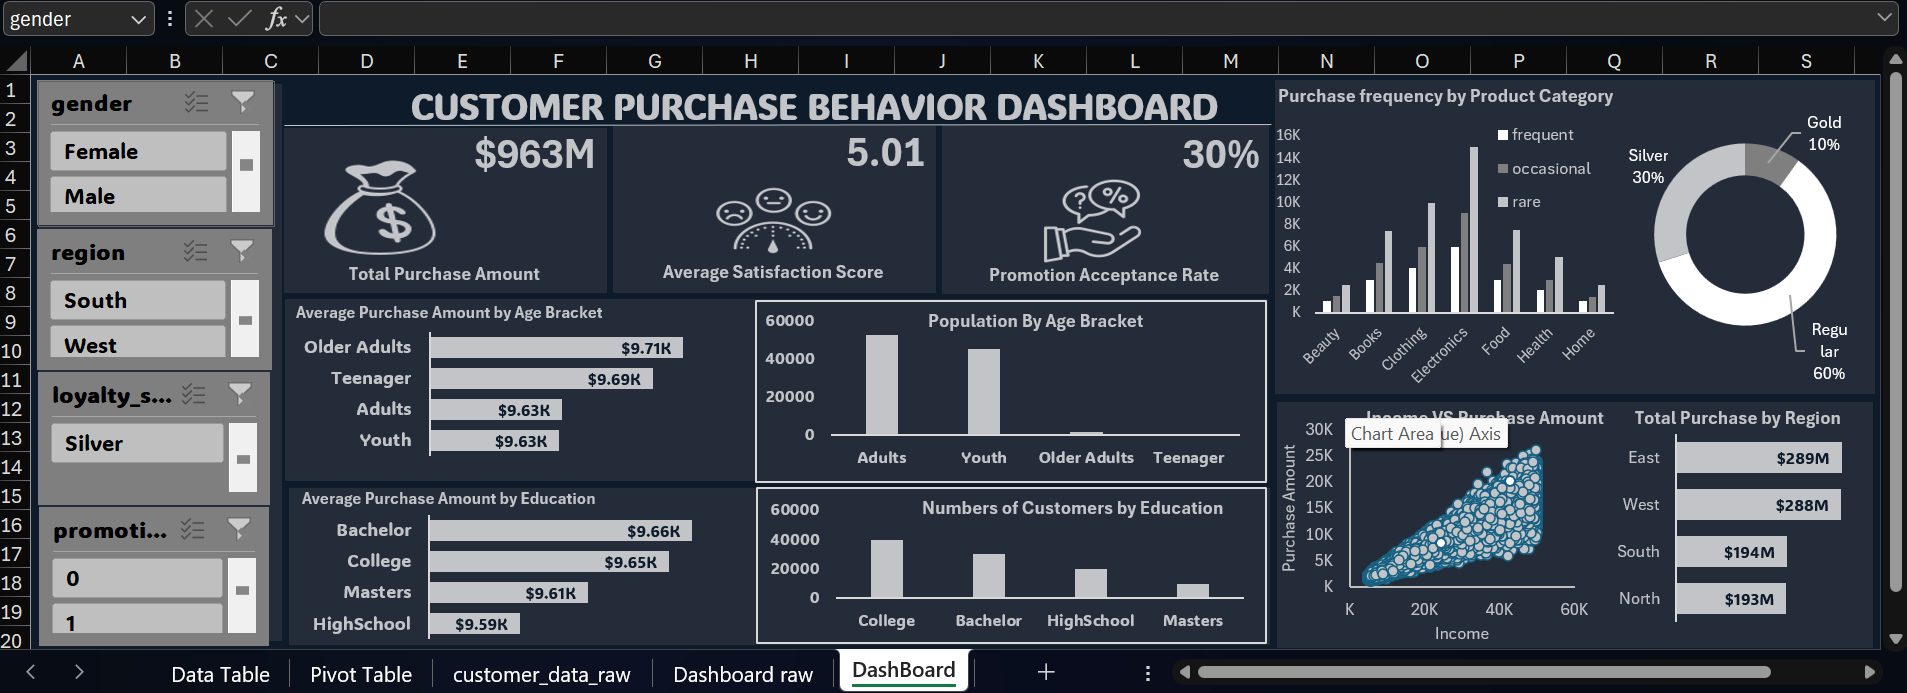 gender
fx
A B C D E F G H I J K L M N O P Q R S
1
2
3
4
5
6
7
8
9
10
11
12
13
14
15
16
17
18
19
20
gender
Female
Male
region
South
West
loyalty_s...
Silver
promoti...
0
1
CUSTOMER PURCHASE BEHAVIOR DASHBOARD
$963M
Total Purchase Amount
5.01
Average Satisfaction Score
30%
Promotion Acceptance Rate
Average Purchase Amount by Age Bracket
Older Adults $9.71K
Teenager $9.69K
Adults $9.63K
Youth $9.63K
Population By Age Bracket
60000
40000
20000
0
Adults Youth Older Adults Teenager
Average Purchase Amount by Education
Bachelor $9.66K
College $9.65K
Masters $9.61K
HighSchool $9.59K
Numbers of Customers by Education
60000
40000
20000
0
College Bachelor HighSchool Masters
Purchase frequency by Product Category
16K
14K
12K
10K
8K
6K
4K
2K
K
frequent
occasional
rare
Beauty Books Clothing Electronics Food Health Home
Gold
10%
Silver
30%
Regu
lar
60%
Income VS Purchase Amount
Chart Area ue) Axis
Purchase Amount
30K
25K
20K
15K
10K
5K
K
K 20K 40K 60K
Income
Total Purchase by Region
East $289M
West $288M
South $194M
North $193M
Data Table Pivot Table customer_data_raw Dashboard raw DashBoard